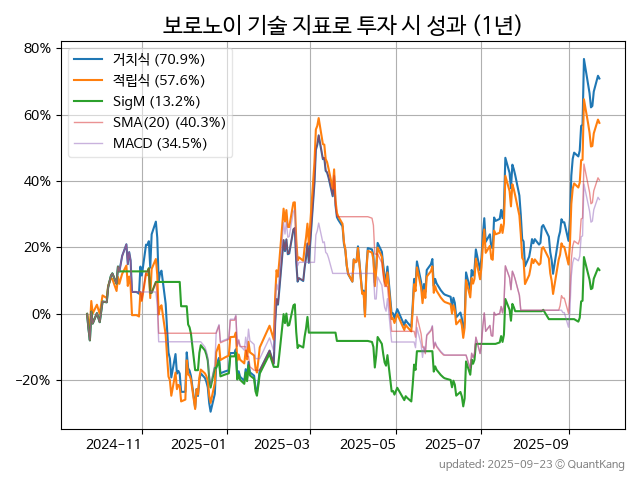 보로노이 기술 지표로 투자 시 성과 (1년)
80%
60%
40%
20%
0%
−20%
거치식 (70.9%)
적립식 (57.6%)
SigM (13.2%)
SMA(20) (40.3%)
MACD (34.5%)
2024-11 2025-01 2025-03 2025-05 2025-07 2025-09
updated: 2025-09-23 © QuantKang